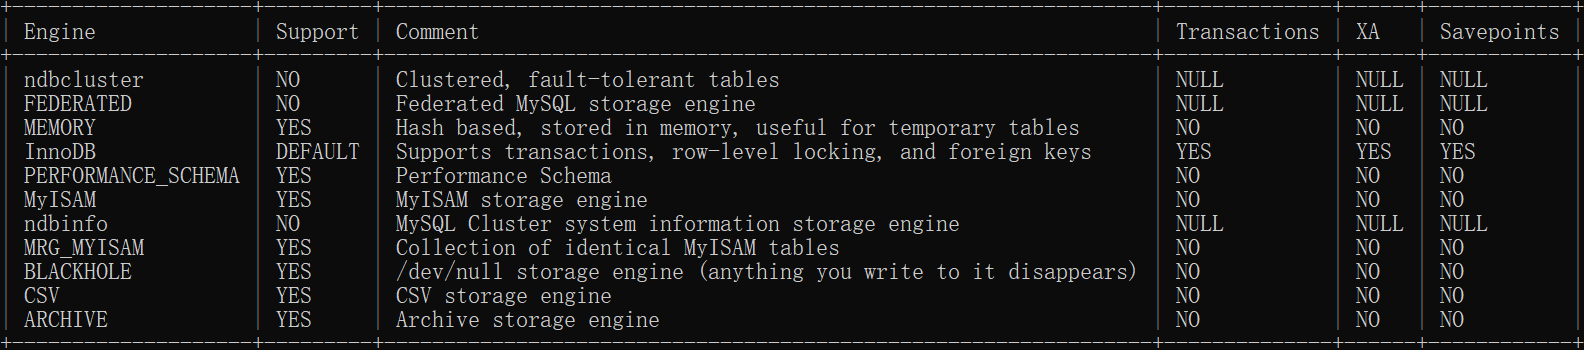 +--------------------+---------+----------------------------------------------------------------+--------------+------+------------+
| Engine             | Support | Comment                                                        | Transactions | XA   | Savepoints |
+--------------------+---------+----------------------------------------------------------------+--------------+------+------------+
| ndbcluster         | NO      | Clustered, fault-tolerant tables                               | NULL         | NULL | NULL       |
| FEDERATED          | NO      | Federated MySQL storage engine                                 | NULL         | NULL | NULL       |
| MEMORY             | YES     | Hash based, stored in memory, useful for temporary tables      | NO           | NO   | NO         |
| InnoDB             | DEFAULT | Supports transactions, row-level locking, and foreign keys     | YES          | YES  | YES        |
| PERFORMANCE_SCHEMA | YES     | Performance Schema                                             | NO           | NO   | NO         |
| MyISAM             | YES     | MyISAM storage engine                                          | NO           | NO   | NO         |
| ndbinfo            | NO      | MySQL Cluster system information storage engine                | NULL         | NULL | NULL       |
| MRG_MYISAM         | YES     | Collection of identical MyISAM tables                          | NO           | NO   | NO         |
| BLACKHOLE          | YES     | /dev/null storage engine (anything you write to it disappears) | NO           | NO   | NO         |
| CSV                | YES     | CSV storage engine                                             | NO           | NO   | NO         |
| ARCHIVE            | YES     | Archive storage engine                                         | NO           | NO   | NO         |
+--------------------+---------+----------------------------------------------------------------+--------------+------+------------+